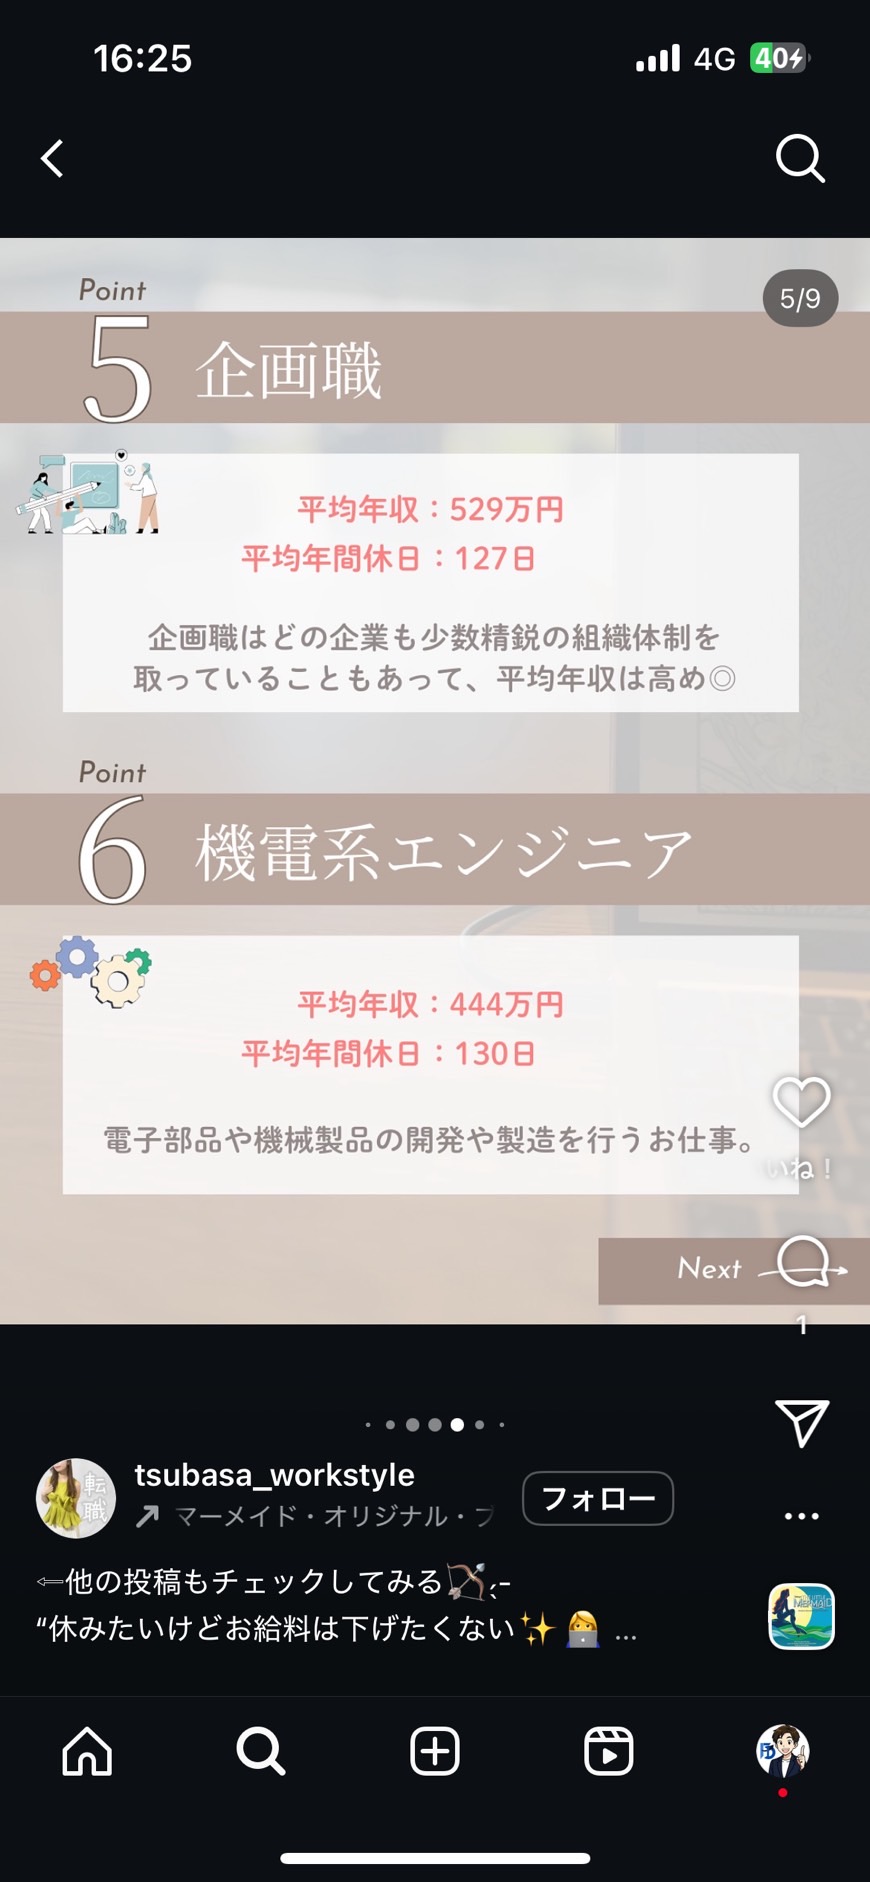 16:25
4G
40
5/9
Point
5 企画職
平均年収：529万円
平均年間休日：127日
企画職はどの企業も少数精鋭の組織体制を
取っていることもあって、平均年収は高め◎
Point
6 機電系エンジニア
平均年収：444万円
平均年間休日：130日
電子部品や機械製品の開発や製造を行うお仕事。
いいね！
Next
1
転職
tsubasa_workstyle
マーメイド・オリジナル・ブ
フォロー
⇦他の投稿もチェックしてみる🏹 ˎˊ-
“休みたいけどお給料は下げたくない✨👩‍💻 ...
MERMAID